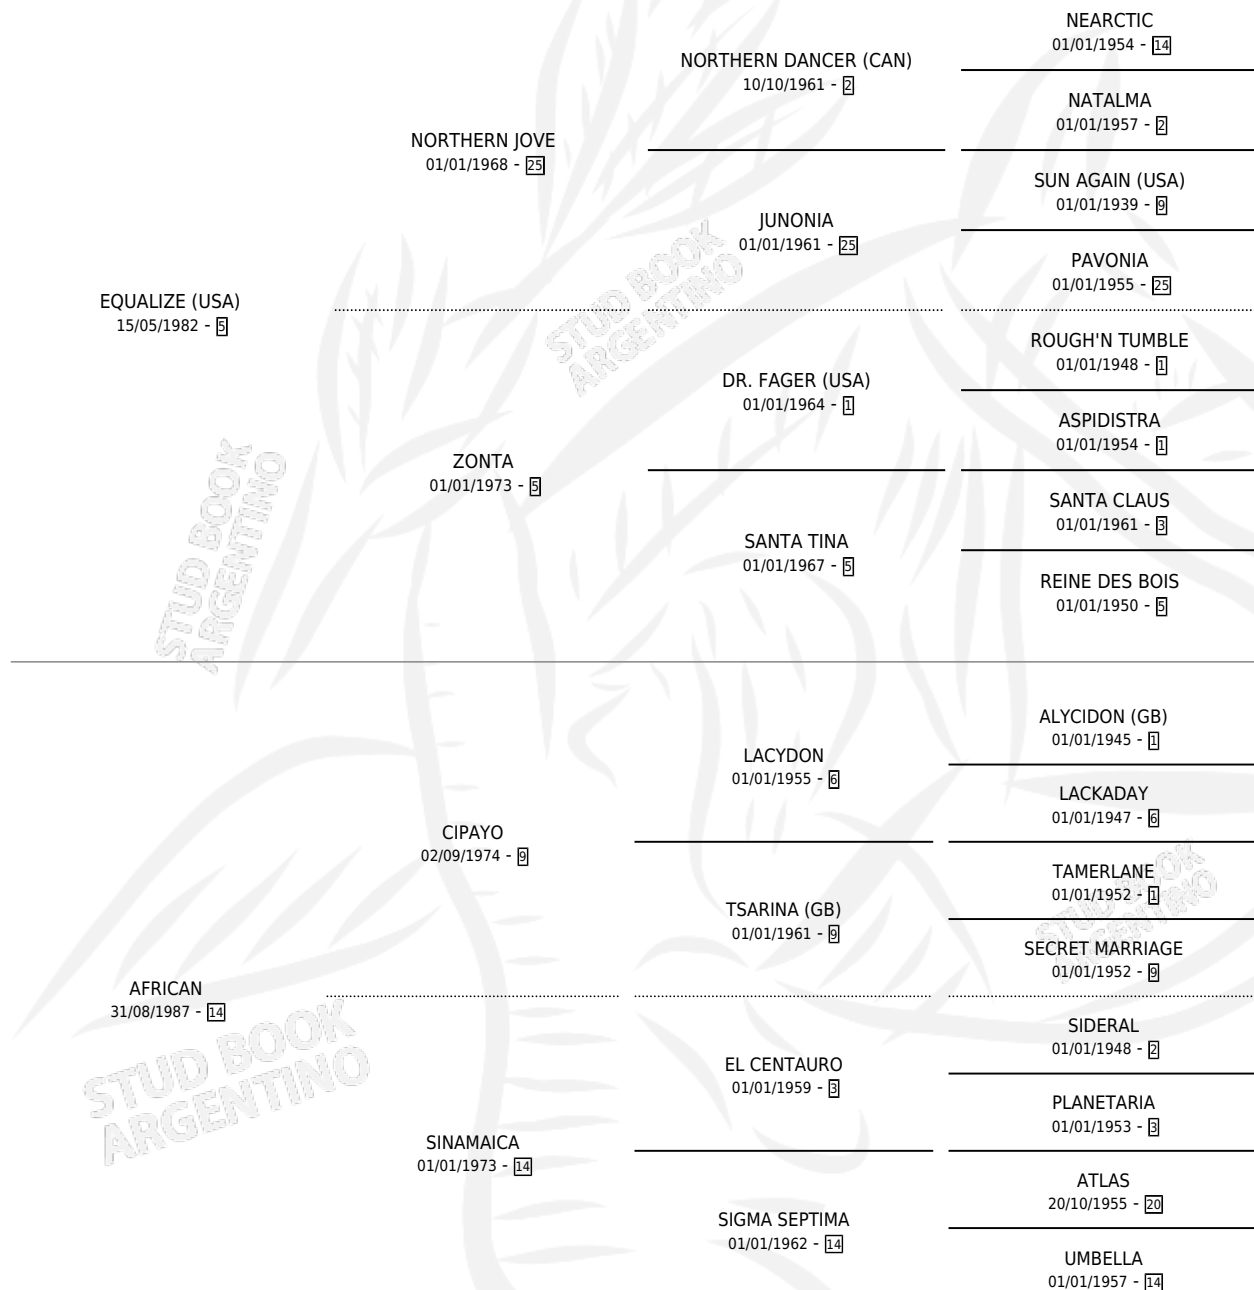 NEARCTIC
01/01/1954 - 14
NORTHERN DANCER (CAN)
10/10/1961 - 2
NATALMA
01/01/1957 - 2
NORTHERN JOVE
01/01/1968 - 25
SUN AGAIN (USA)
01/01/1939 - 9
JUNONIA
01/01/1961 - 25
PAVONIA
01/01/1955 - 25
EQUALIZE (USA)
15/05/1982 - 5
STUD BOOK
ARGENTINO
ROUGH'N TUMBLE
01/01/1948 - 1
DR. FAGER (USA)
01/01/1964 - 1
ASPIDISTRA
01/01/1954 - 1
ZONTA
01/01/1973 - 5
SANTA CLAUS
01/01/1961 - 3
SANTA TINA
01/01/1967 - 5
REINE DES BOIS
01/01/1950 - 5
STUD BOOK
ARGENTINO
ALYCIDON (GB)
01/01/1945 - 1
LACYDON
01/01/1955 - 6
LACKADAY
01/01/1947 - 6
CIPAYO
02/09/1974 - 9
TAMERLANE
01/01/1952 - 1
TSARINA (GB)
01/01/1961 - 9
STUD BOOK
ARGENTINO
SECRET MARRIAGE
01/01/1952 - 9
AFRICAN
31/08/1987 - 14
STUD BOOK
ARGENTINO
SIDERAL
01/01/1948 - 2
EL CENTAURO
01/01/1959 - 3
PLANETARIA
01/01/1953 - 3
SINAMAICA
01/01/1973 - 14
ATLAS
20/10/1955 - 20
SIGMA SEPTIMA
01/01/1962 - 14
UMBELLA
01/01/1957 - 14